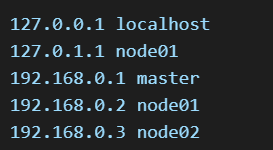 127.0.0.1 localhost
127.0.1.1 node01
192.168.0.1 master
192.168.0.2 node01
192.168.0.3 node02